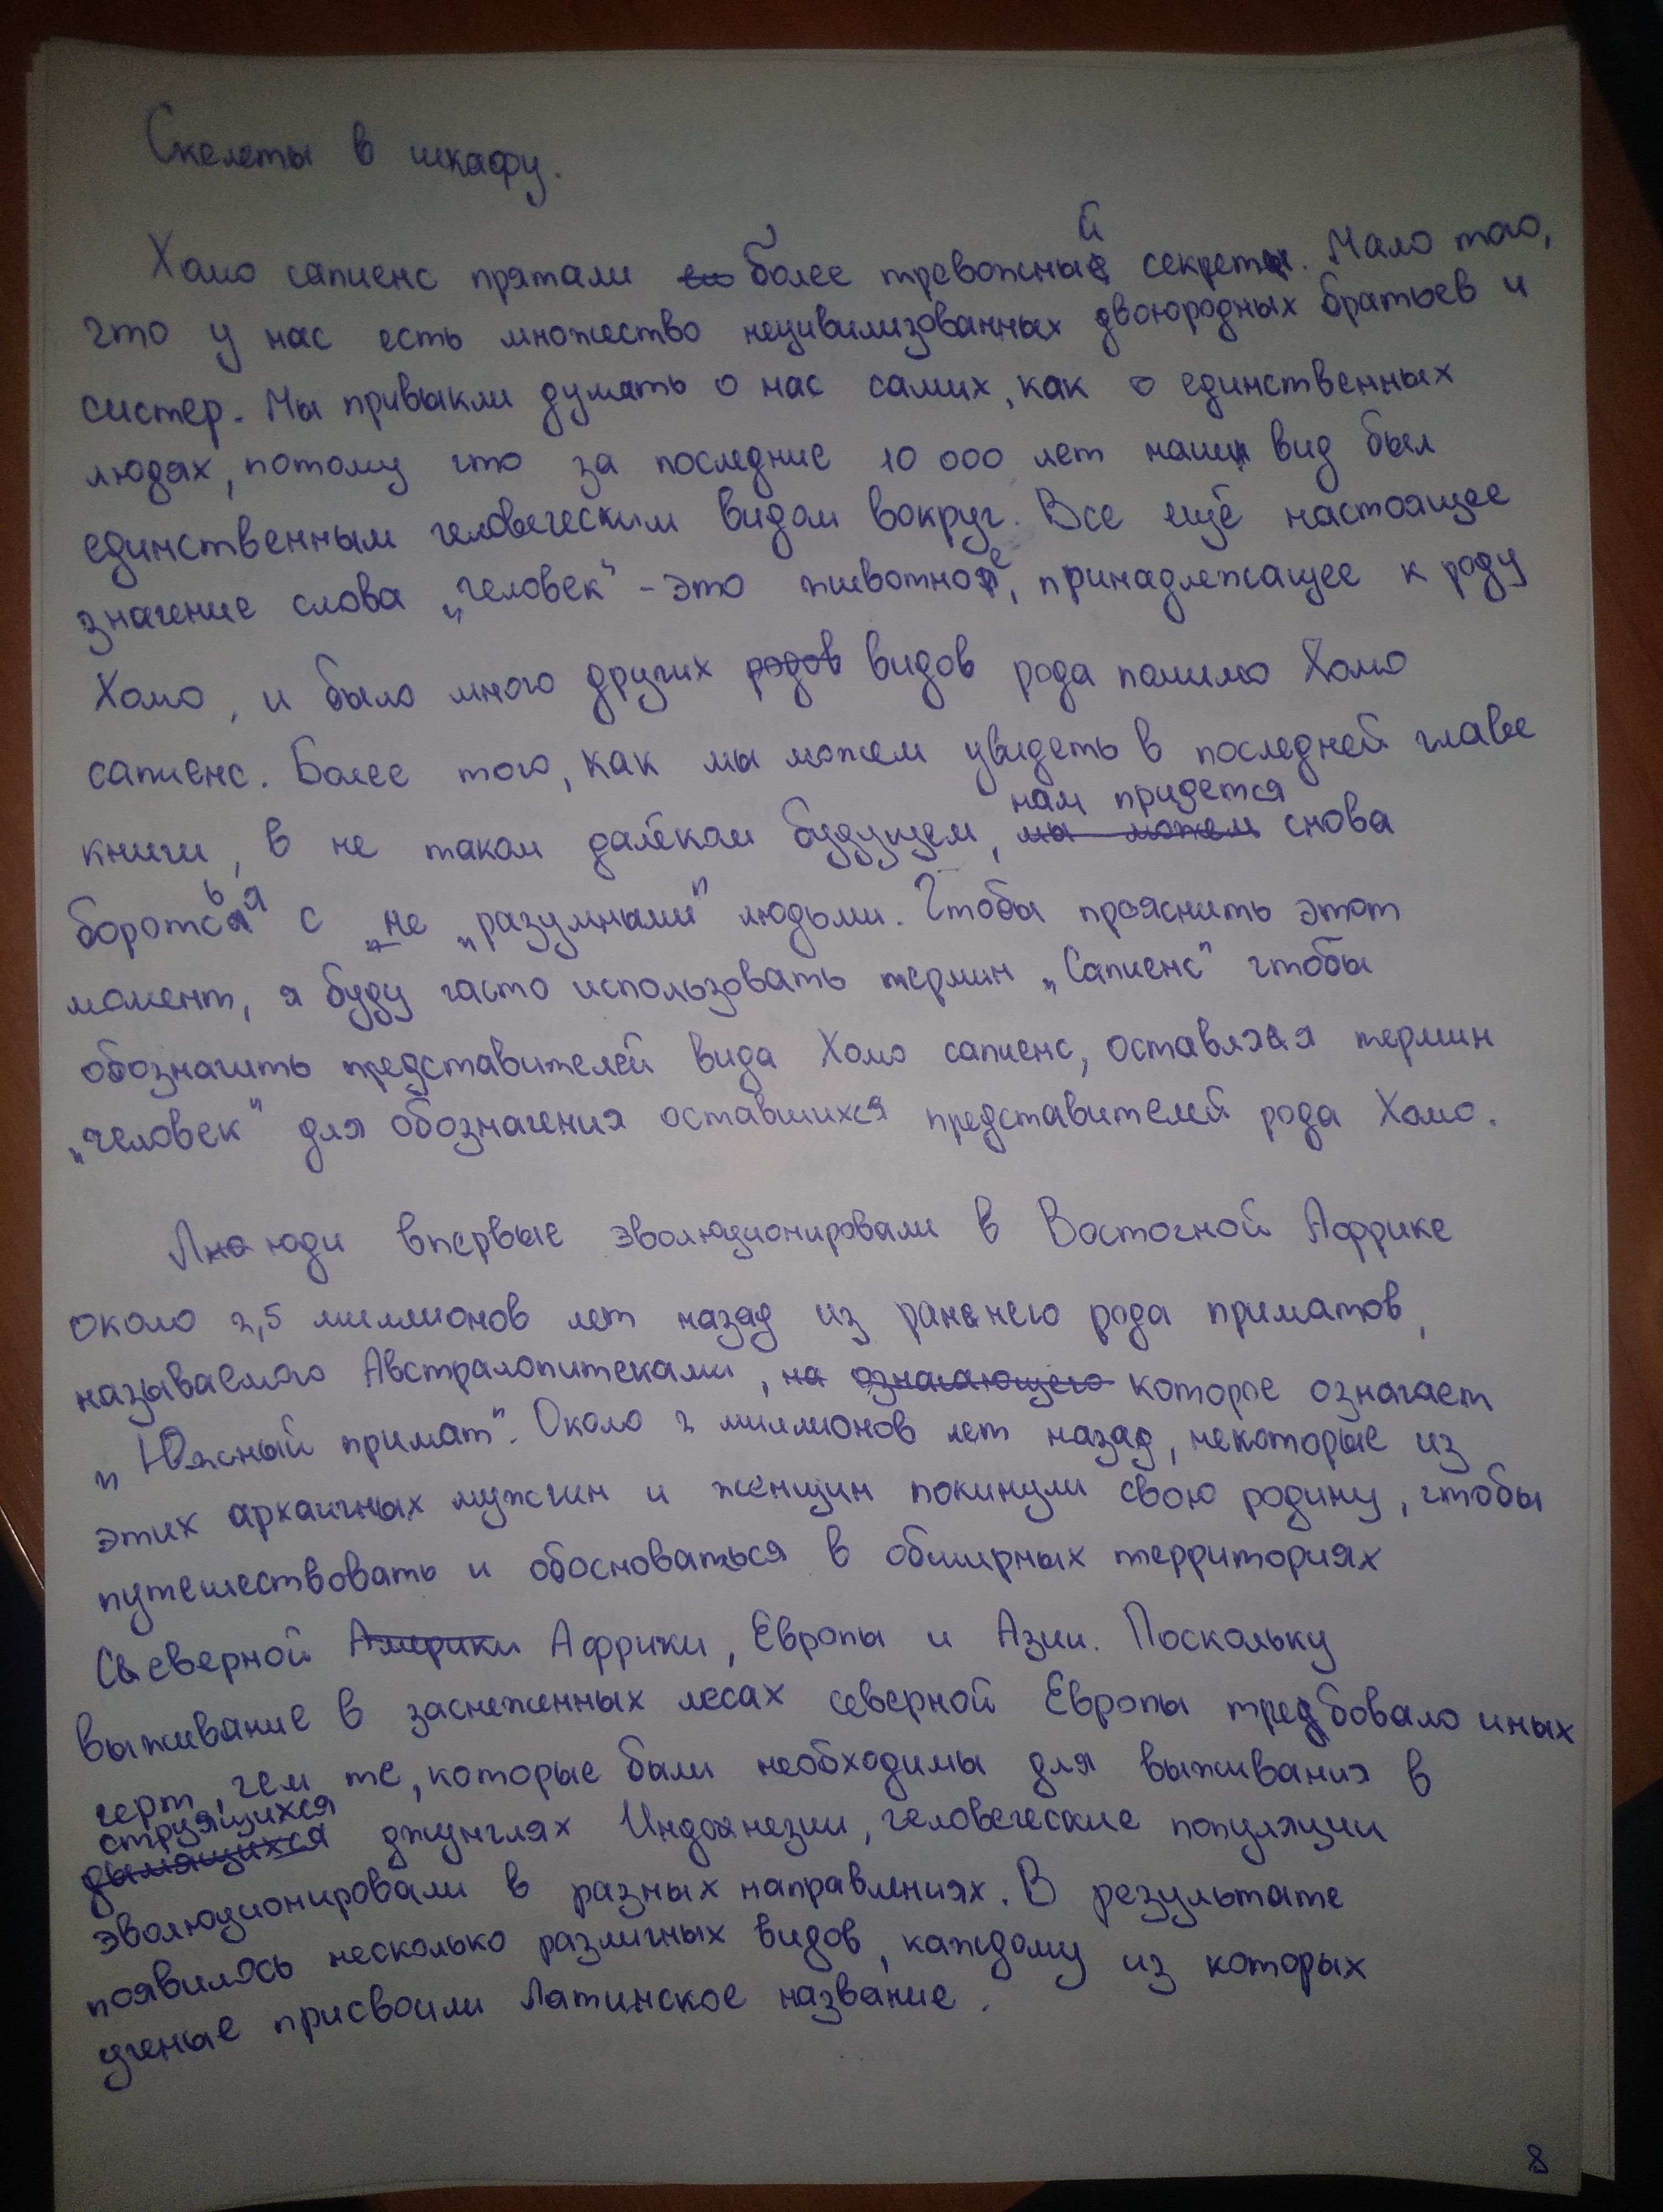 Скелеты в шкафу.
Хомо сапиенс прятали более тревожный секрет. Мало того,
что у нас есть множество нецивилизованных двоюродных братьев и
систер. Мы привыкли думать о нас самих, как о единственных
людях, потому что за последние 10 000 лет наш вид был
единственным человеческим видом вокруг. Все ещё настоящее
значение слова „человек" - это животное, принадлежащее к роду
Хомо, и было много других родов видов рода помимо Хомо
сапиенс. Более того, как мы можем увидеть в последней главе
книги, в не таком далёком будущем, мы можем нам придется снова
бороться с не „разумными" людьми. Чтобы прояснить этот
момент, я буду часто использовать термин „Сапиенс" чтобы
обозначить представителей вида Хомо сапиенс, оставляя термин
„человек" для обозначения оставшихся представителей рода Хомо.
Люди впервые эволюционировали в Восточной Африке
около 2,5 миллионов лет назад из раннего рода приматов,
называемого Австралопитеками, на означающего которое означает
„Южный примат". Около 2 миллионов лет назад, некоторые из
этих архаичных мужчин и женщин покинули свою родину, чтобы
путешествовать и обосноваться в обширных территориях
Северной Америки Африки, Европы и Азии. Поскольку
выживание в заснеженных лесах северной Европы требовало иных
черт, чем те, которые были необходимы для выживания в
дымящихся струящихся джунглях Индонезии, человеческие популяции
эволюционировали в разных направлениях. В результате
появилось несколько различных видов, каждому из которых
ученые присвоили Латинское название.
8